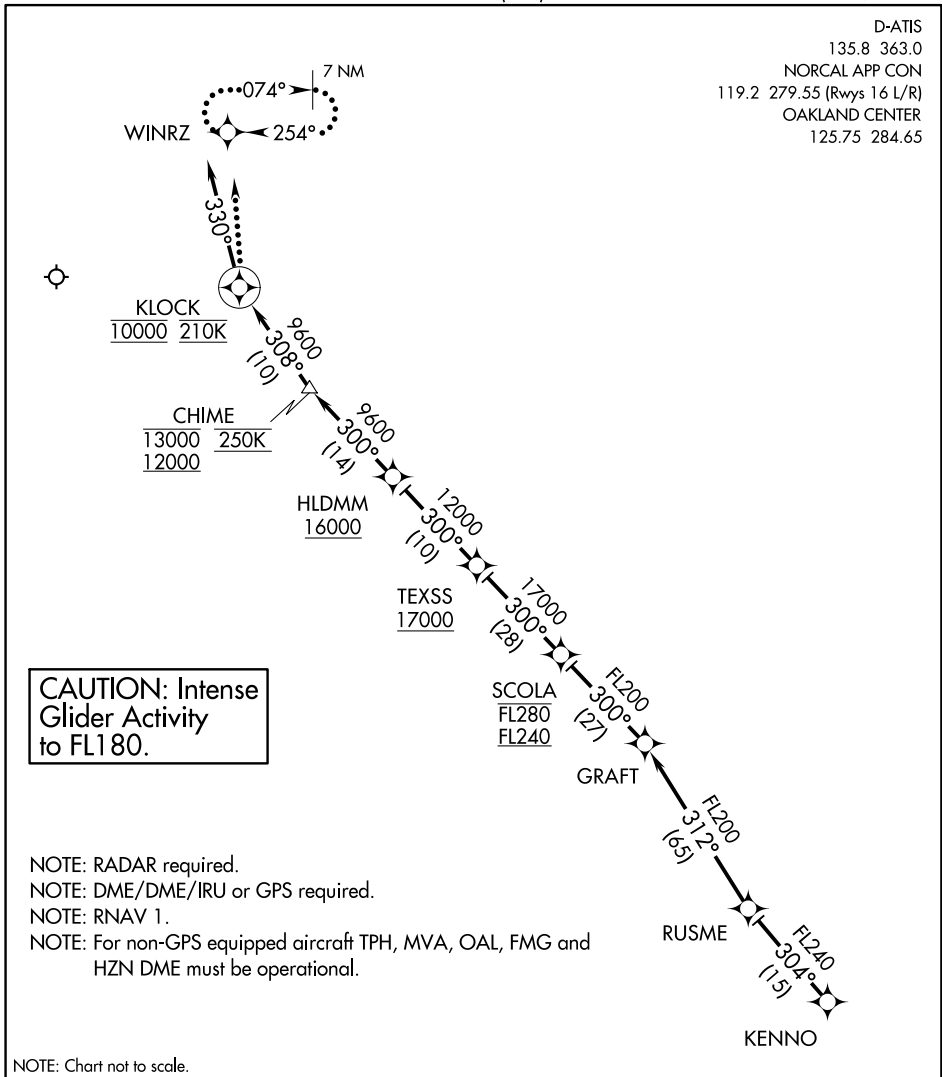 D-ATIS
135.8 363.0
NORCAL APP CON
119.2 279.55 (Rwys 16 L/R)
OAKLAND CENTER
125.75 284.65
7 NM
074°
WINRZ
254°
330°
KLOCK
10000 210K
9600
308°
(10)
CHIME
13000 250K
12000
9600
300°
(14)
HLDMM
16000
12000
300°
(10)
TEXSS
17000
17000
300°
(28)
SCOLA
FL280
FL240
FL200
300°
(27)
GRAFT
FL200
312°
(65)
RUSME
FL240
304°
(15)
KENNO
CAUTION: Intense
Glider Activity
to FL180.
NOTE: RADAR required.
NOTE: DME/DME/IRU or GPS required.
NOTE: RNAV 1.
NOTE: For non-GPS equipped aircraft TPH, MVA, OAL, FMG and
HZN DME must be operational.
NOTE: Chart not to scale.